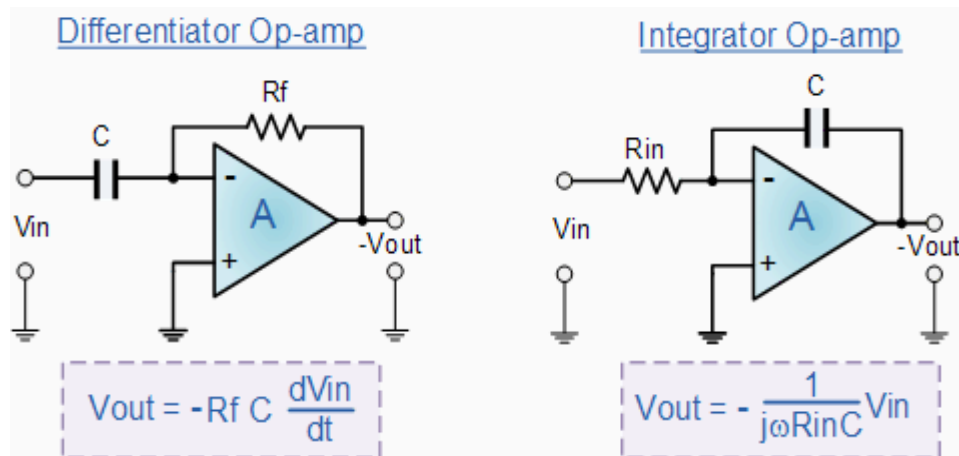 Differentiator Op-amp
Rf
C
-
A
+
Vin
-Vout
Vout = -Rf C dVin
dt
Integrator Op-amp
C
Rin
-
A
+
Vin
-Vout
Vout = - 1
jωRinC Vin